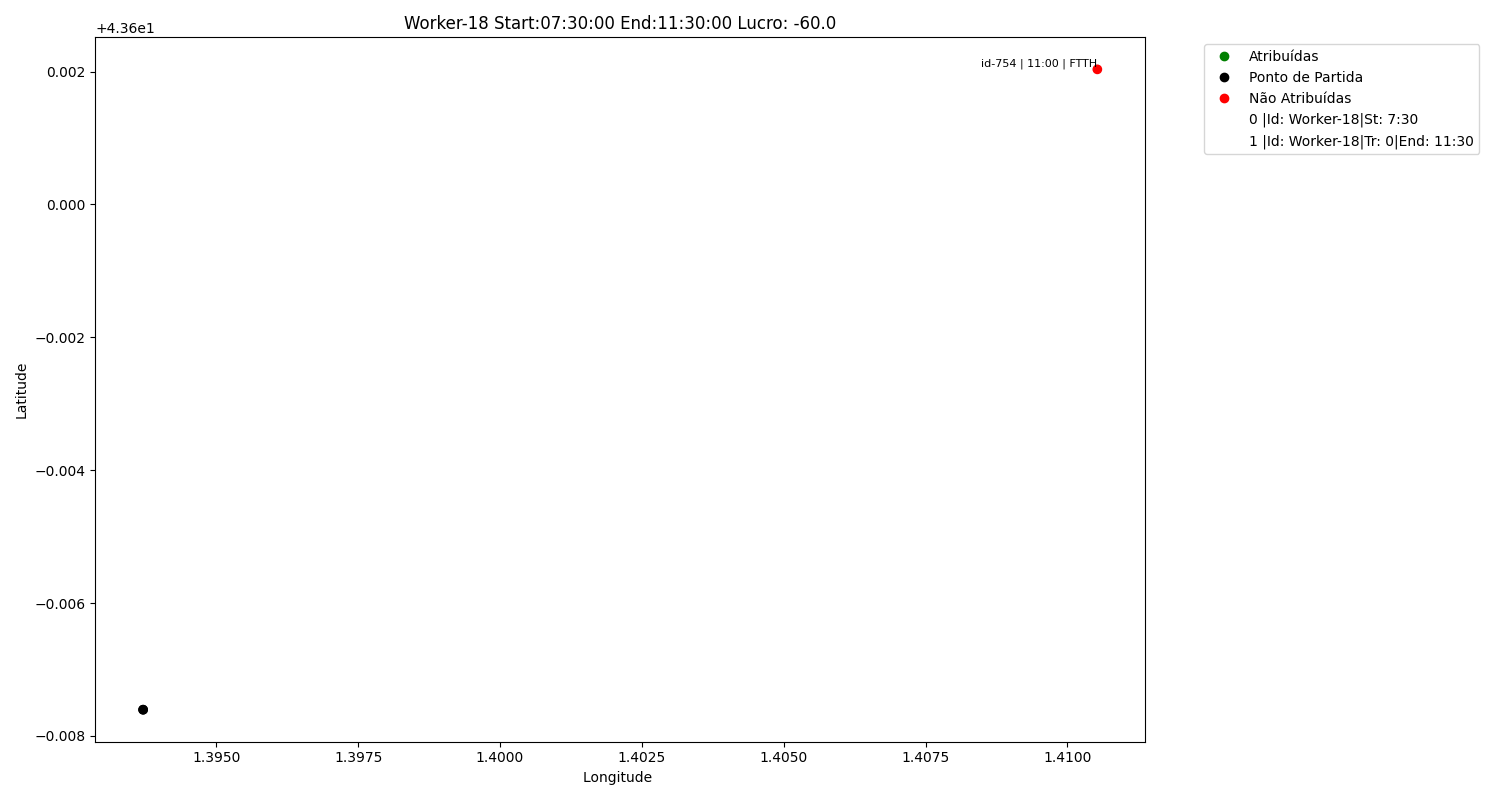 Worker-18 Start:07:30:00 End:11:30:00 Lucro: -60.0
+4.36e1
id-754 | 11:00 | FTTH
0.002
0.000
−0.002
−0.004
−0.006
−0.008
Latitude
1.3950 1.3975 1.4000 1.4025 1.4050 1.4075 1.4100
Longitude
Atribuídas
Ponto de Partida
Não Atribuídas
0 |Id: Worker-18|St: 7:30
1 |Id: Worker-18|Tr: 0|End: 11:30